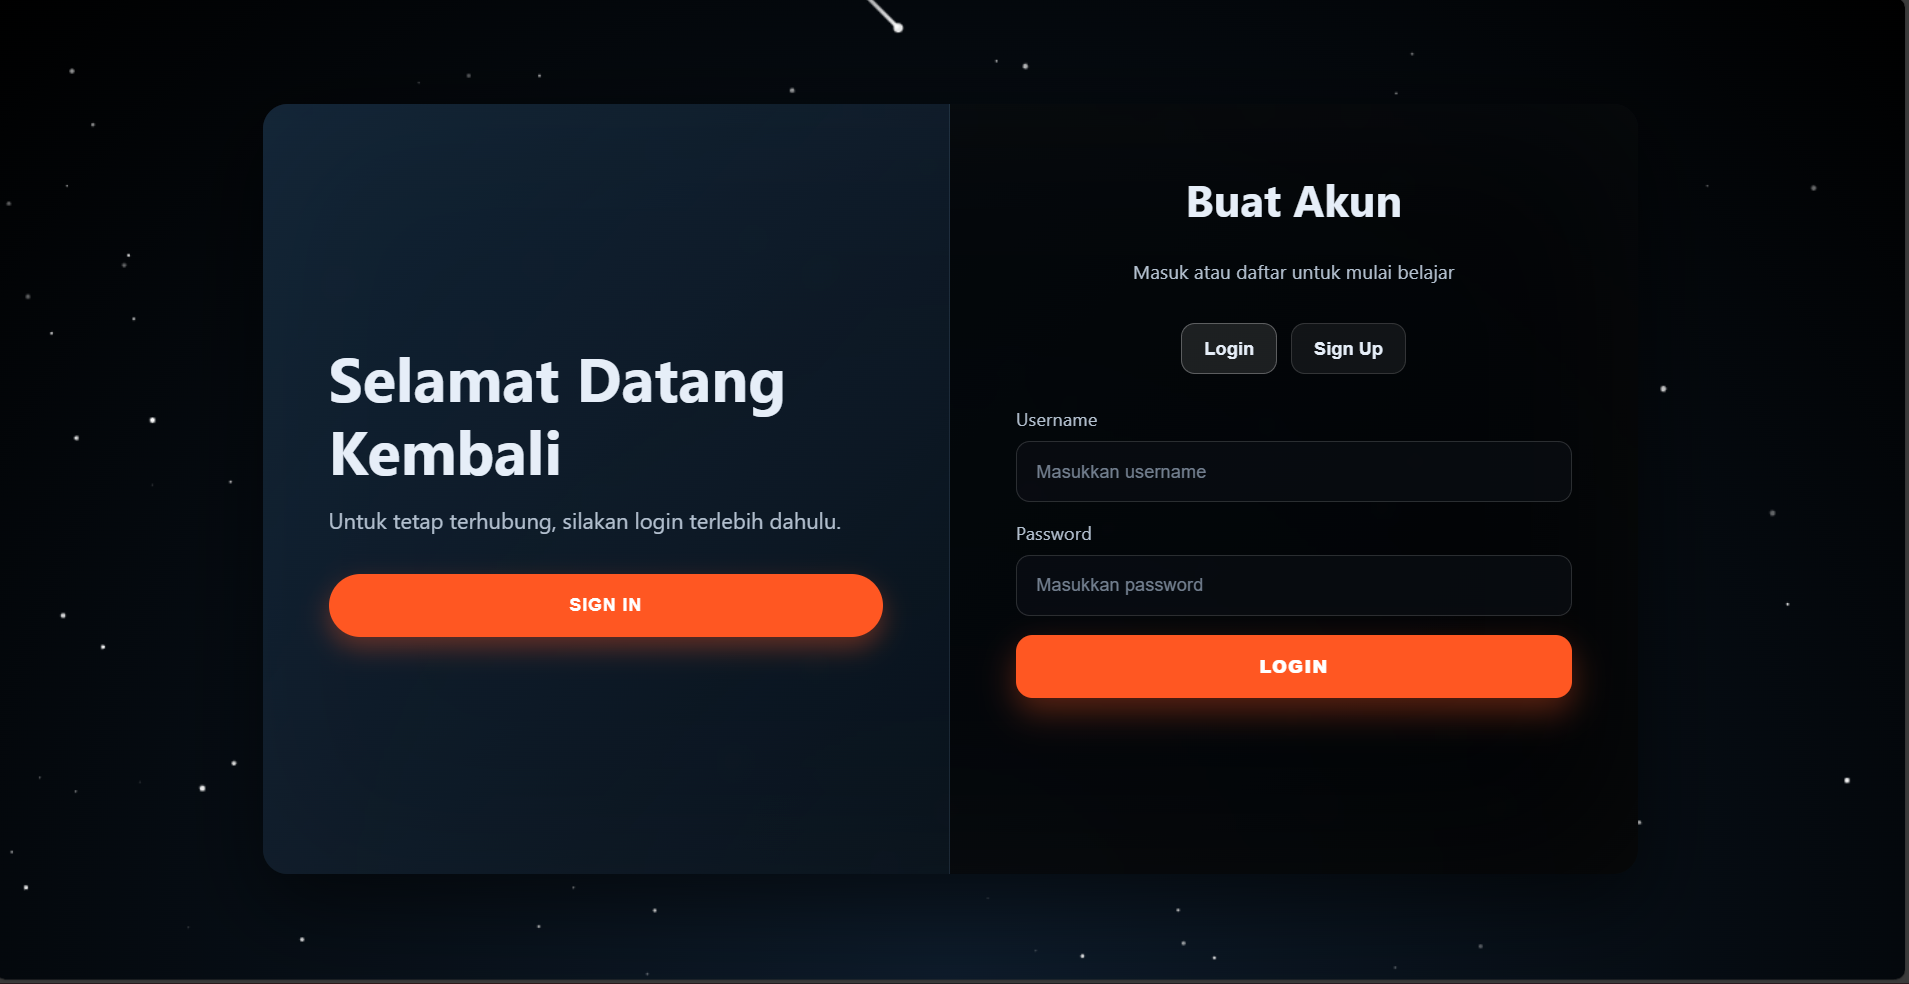 Selamat Datang
Kembali
Untuk tetap terhubung, silakan login terlebih dahulu.
SIGN IN
Buat Akun
Masuk atau daftar untuk mulai belajar
Login
Sign Up
Username
Masukkan username
Password
Masukkan password
LOGIN